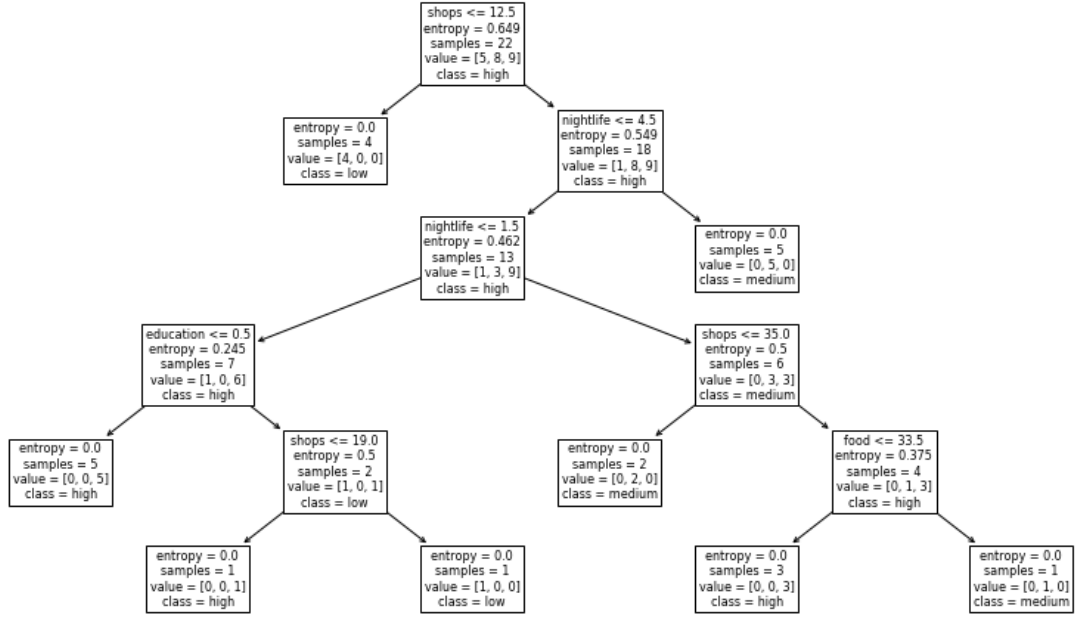 shops <= 12.5
entropy = 0.649
samples = 22
value = [5, 8, 9]
class = high
entropy = 0.0
samples = 4
value = [4, 0, 0]
class = low
nightlife <= 4.5
entropy = 0.549
samples = 18
value = [1, 8, 9]
class = high
nightlife <= 1.5
entropy = 0.462
samples = 13
value = [1, 3, 9]
class = high
entropy = 0.0
samples = 5
value = [0, 5, 0]
class = medium
education <= 0.5
entropy = 0.245
samples = 7
value = [1, 0, 6]
class = high
shops <= 35.0
entropy = 0.5
samples = 6
value = [0, 3, 3]
class = medium
entropy = 0.0
samples = 5
value = [0, 0, 5]
class = high
shops <= 19.0
entropy = 0.5
samples = 2
value = [1, 0, 1]
class = low
entropy = 0.0
samples = 2
value = [0, 2, 0]
class = medium
food <= 33.5
entropy = 0.375
samples = 4
value = [0, 1, 3]
class = high
entropy = 0.0
samples = 1
value = [0, 0, 1]
class = high
entropy = 0.0
samples = 1
value = [1, 0, 0]
class = low
entropy = 0.0
samples = 3
value = [0, 0, 3]
class = high
entropy = 0.0
samples = 1
value = [0, 1, 0]
class = medium